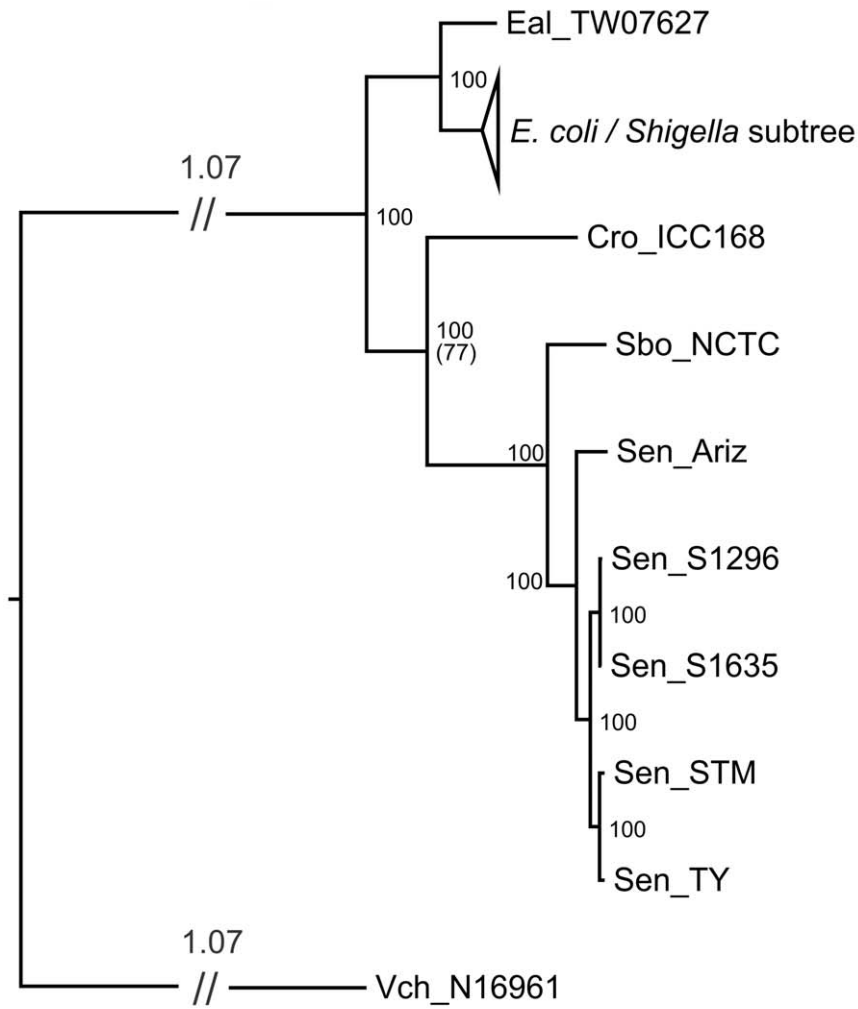 Eal_TW07627
100
E. coli / Shigella subtree
1.07
//
100
Cro_ICC168
100
(77)
Sbo_NCTC
100
Sen_Ariz
Sen_S1296
100
100
Sen_S1635
100
Sen_STM
100
Sen_TY
1.07
//
Vch_N16961